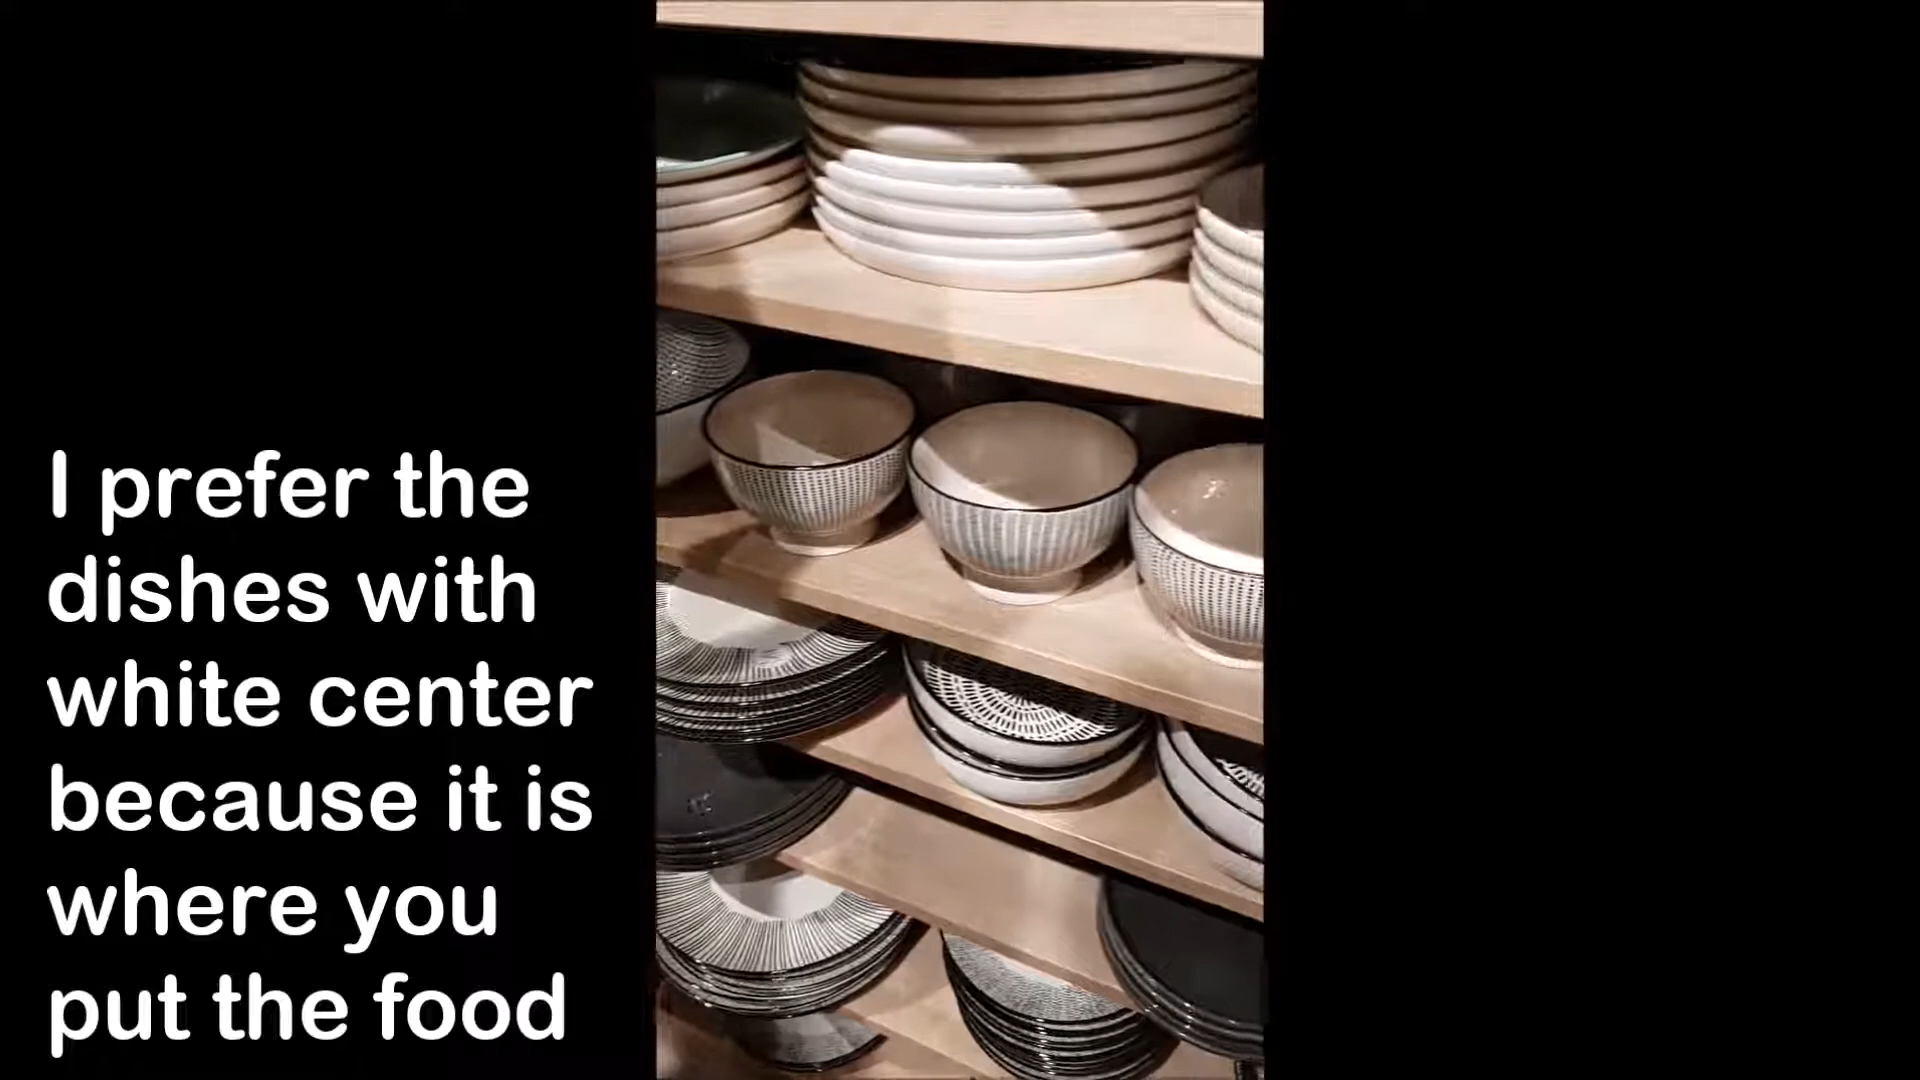 I prefer the
dishes with
white center
because it is
where you
put the food